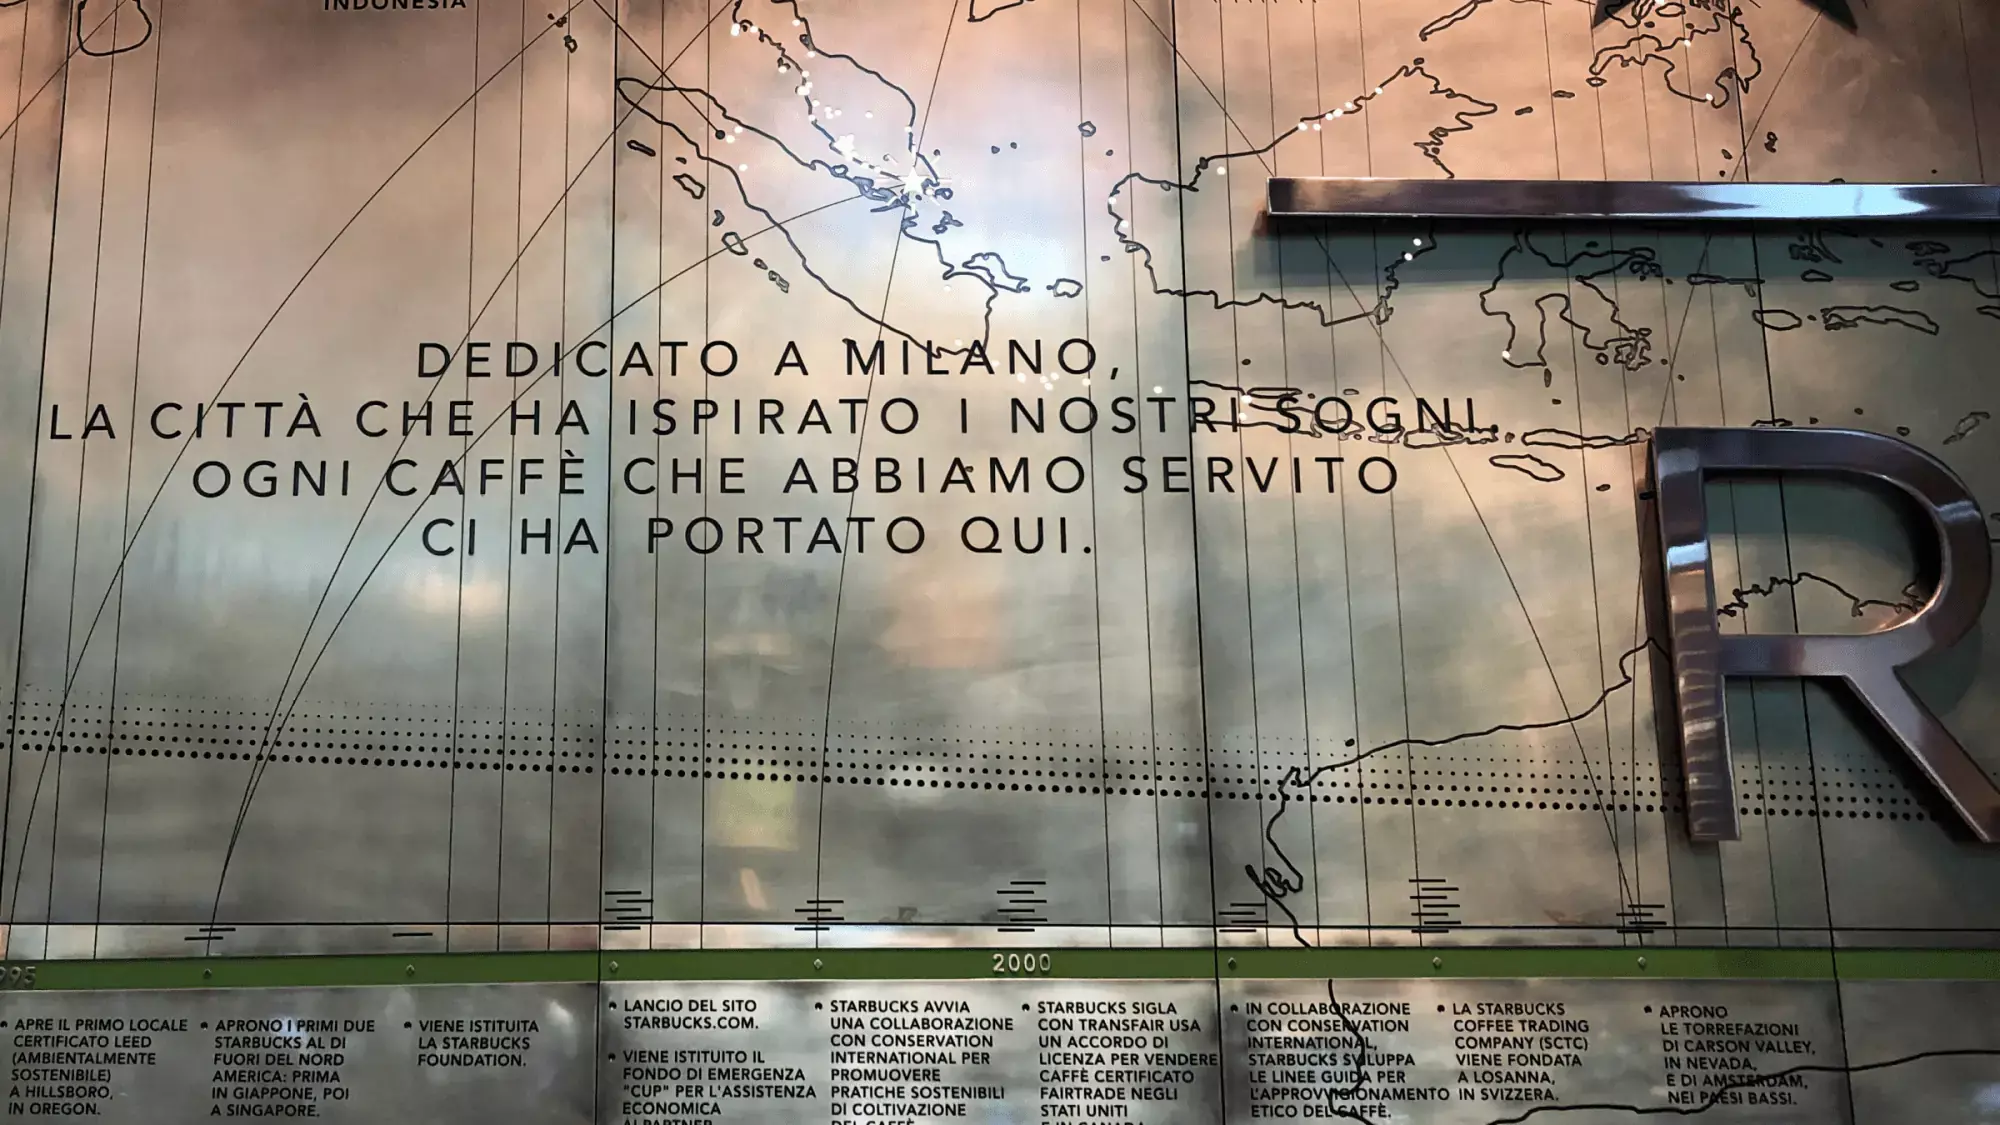 INDONESIA
DEDICATO A MILANO,
LA CITTÀ CHE HA ISPIRATO I NOSTRI SOGNI.
OGNI CAFFÈ CHE ABBIAMO SERVITO
CI HA PORTATO QUI.
R
2000
APRE IL PRIMO LOCALE
CERTIFICATO LEED
(AMBIENTALMENTE
SOSTENIBILE)
A HILLSBORO,
IN OREGON.
APRONO I PRIMI DUE
STARBUCKS AL DI
FUORI DEL NORD
AMERICA: PRIMA
IN GIAPPONE, POI
A SINGAPORE.
VIENE ISTITUITA
LA STARBUCKS
FOUNDATION.
LANCIO DEL SITO
STARBUCKS.COM.
VIENE ISTITUITO IL
FONDO DI EMERGENZA
"CUP" PER L'ASSISTENZA
ECONOMICA
AI PARTNER
STARBUCKS AVVIA
UNA COLLABORAZIONE
CON CONSERVATION
INTERNATIONAL PER
PROMUOVERE
PRATICHE SOSTENIBILI
DI COLTIVAZIONE
DEL CAFFÈ
STARBUCKS SIGLA
CON TRANSFAIR USA
UN ACCORDO DI
LICENZA PER VENDERE
CAFFÈ CERTIFICATO
FAIRTRADE NEGLI
STATI UNITI
E IN CANADA
IN COLLABORAZIONE
CON CONSERVATION
INTERNATIONAL,
STARBUCKS SVILUPPA
LE LINEE GUIDA PER
L'APPROVVIGIONAMENTO
ETICO DEL CAFFÈ.
LA STARBUCKS
COFFEE TRADING
COMPANY (SCTC)
VIENE FONDATA
A LOSANNA,
IN SVIZZERA.
APRONO
LE TORREFAZIONI
DI CARSON VALLEY,
IN NEVADA,
E DI AMSTERDAM,
NEI PAESI BASSI.